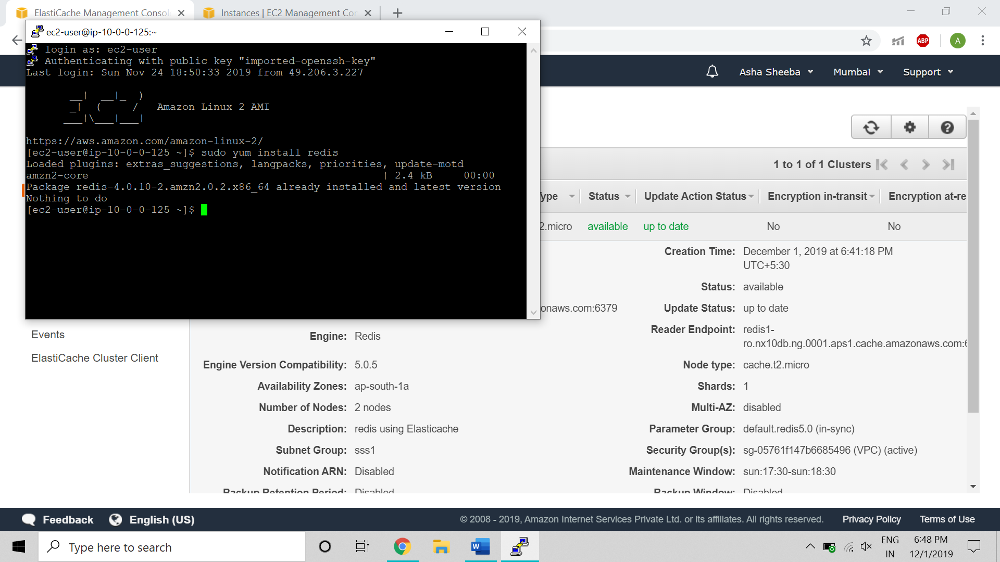 ElastiCache Management Consol
Instances | EC2 Management Con
ec2-user@ip-10-0-0-125:~
ABP
A
login as: ec2-user
Authenticating with public key "imported-openssh-key"
Last login: Sun Nov 24 18:50:33 2019 from 49.206.3.227
__| __|_ )
_| ( / Amazon Linux 2 AMI
___|\___|___|
https://aws.amazon.com/amazon-linux-2/
[ec2-user@ip-10-0-0-125 ~]$ sudo yum install redis
Loaded plugins: extras_suggestions, langpacks, priorities, update-motd
amzn2-core | 2.4 kB 00:00
Package redis-4.0.10-2.amzn2.0.2.x86_64 already installed and latest version
Nothing to do
[ec2-user@ip-10-0-0-125 ~]$
Asha Sheeba
Mumbai
Support
1 to 1 of 1 Clusters
ype Status Update Action Status Encryption in-transit Encryption at-re
2.micro available up to date No No
Creation Time: December 1, 2019 at 6:41:18 PM
UTC+5:30
Status: available
onaws.com:6379
Update Status: up to date
Reader Endpoint: redis1-
ro.nx10db.ng.0001.aps1.cache.amazonaws.com:6
Events
ElastiCache Cluster Client
Engine: Redis
Engine Version Compatibility: 5.0.5
Node type: cache.t2.micro
Availability Zones: ap-south-1a
Shards: 1
Number of Nodes: 2 nodes
Multi-AZ: disabled
Description: redis using Elasticache
Parameter Group: default.redis5.0 (in-sync)
Subnet Group: sss1
Security Group(s): sg-05761f147b6685496 (VPC) (active)
Notification ARN: Disabled
Maintenance Window: sun:17:30-sun:18:30
Backup Retention Period: Disabled
Backup Window: Disabled
Feedback
English (US)
© 2008 - 2019, Amazon Internet Services Private Ltd. or its affiliates. All rights reserved.
Privacy Policy
Terms of Use
Type here to search
W
ENG
IN
6:48 PM
12/1/2019